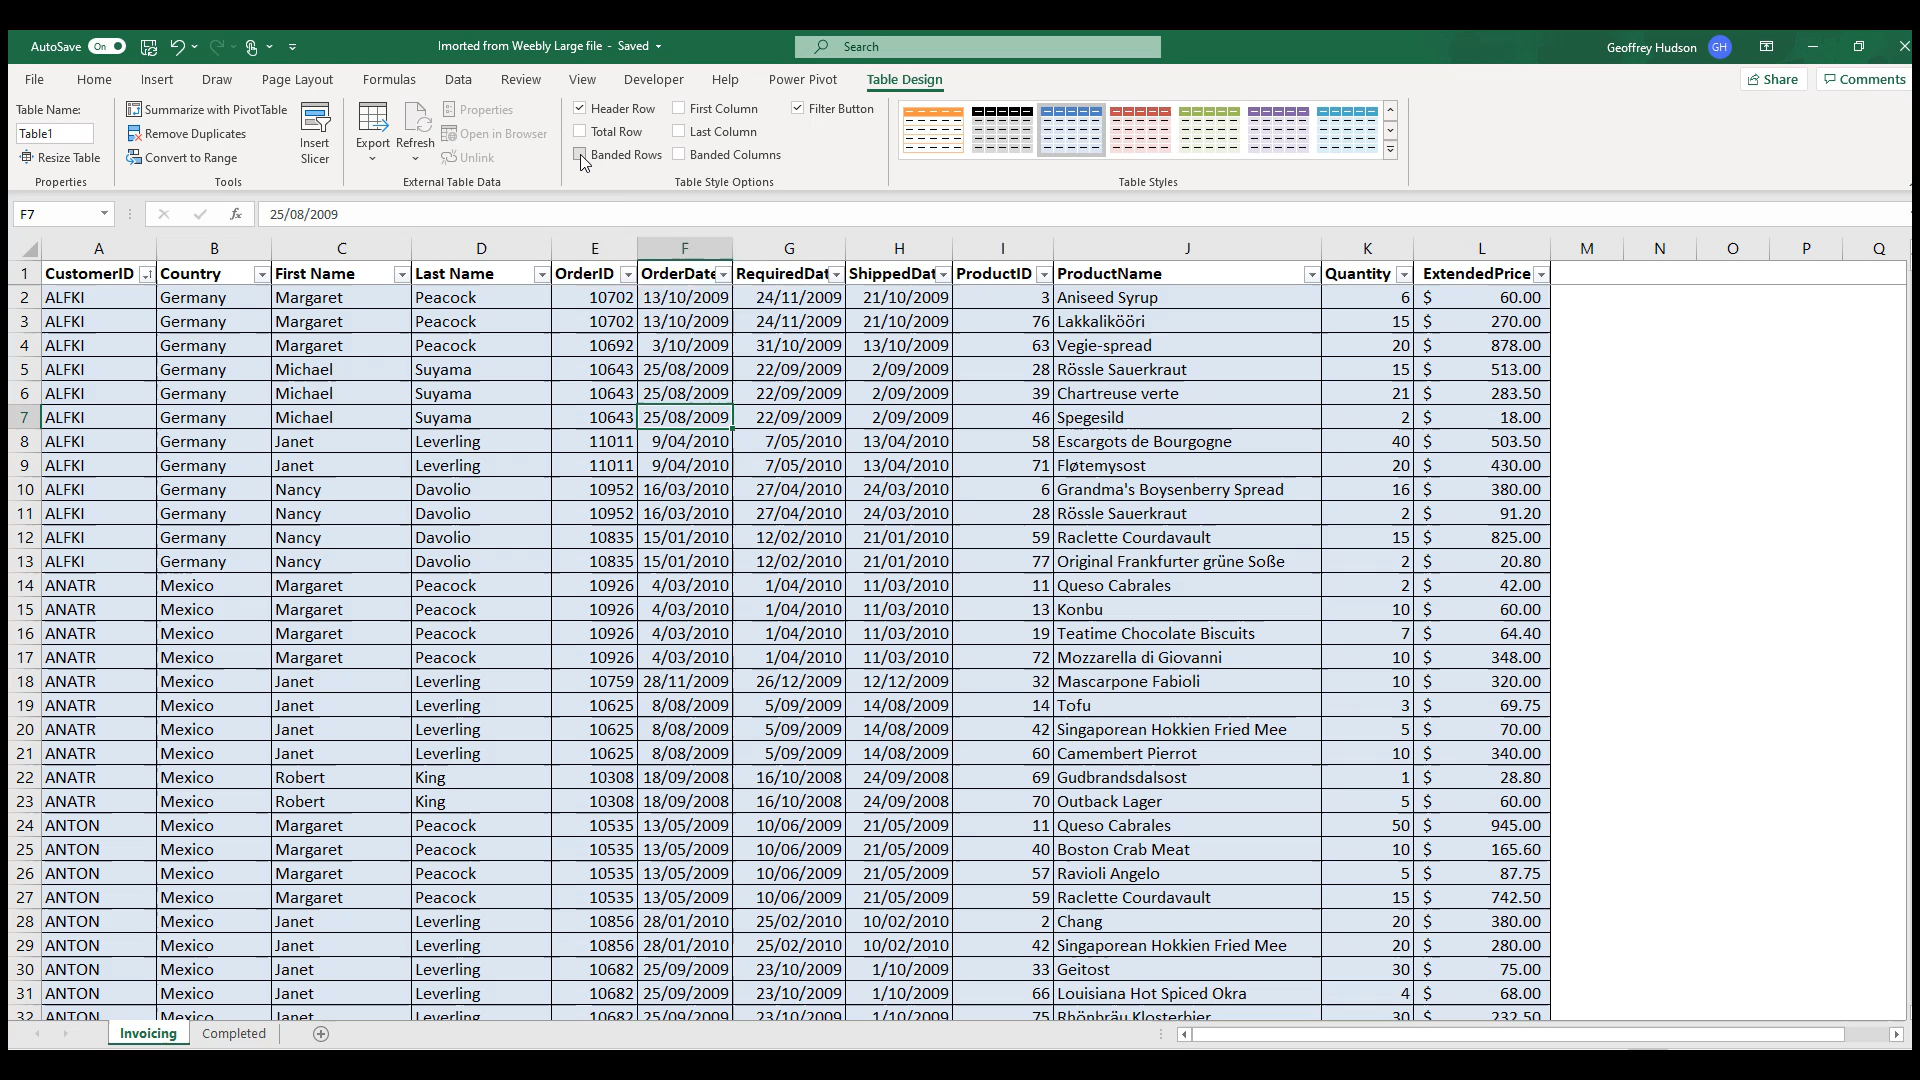 AutoSave On Imorted from Weebly Large file - Saved Search Geoffrey Hudson GH
File Home Insert Draw Page Layout Formulas Data Review View Developer Help Power Pivot Table Design Share Comments
Table Name: Summarize with PivotTable Properties Header Row First Column Filter Button
Table1 Remove Duplicates Insert Slicer Export Refresh Open in Browser Total Row Last Column
Resize Table Convert to Range Unlink Banded Rows Banded Columns
Properties Tools External Table Data Table Style Options Table Styles
F7 fx 25/08/2009
A B C D E F G H I J K L M N O P Q
1 CustomerID Country First Name Last Name OrderID OrderDate RequiredDat ShippedDat ProductID ProductName Quantity ExtendedPrice
2 ALFKI Germany Margaret Peacock 10702 13/10/2009 24/11/2009 21/10/2009 3 Aniseed Syrup 6 $ 60.00
3 ALFKI Germany Margaret Peacock 10702 13/10/2009 24/11/2009 21/10/2009 76 Lakkalikööri 15 $ 270.00
4 ALFKI Germany Margaret Peacock 10692 3/10/2009 31/10/2009 13/10/2009 63 Vegie-spread 20 $ 878.00
5 ALFKI Germany Michael Suyama 10643 25/08/2009 22/09/2009 2/09/2009 28 Rössle Sauerkraut 15 $ 513.00
6 ALFKI Germany Michael Suyama 10643 25/08/2009 22/09/2009 2/09/2009 39 Chartreuse verte 21 $ 283.50
7 ALFKI Germany Michael Suyama 10643 25/08/2009 22/09/2009 2/09/2009 46 Spegesild 2 $ 18.00
8 ALFKI Germany Janet Leverling 11011 9/04/2010 7/05/2010 13/04/2010 58 Escargots de Bourgogne 40 $ 503.50
9 ALFKI Germany Janet Leverling 11011 9/04/2010 7/05/2010 13/04/2010 71 Fløtemysost 20 $ 430.00
10 ALFKI Germany Nancy Davolio 10952 16/03/2010 27/04/2010 24/03/2010 6 Grandma's Boysenberry Spread 16 $ 380.00
11 ALFKI Germany Nancy Davolio 10952 16/03/2010 27/04/2010 24/03/2010 28 Rössle Sauerkraut 2 $ 91.20
12 ALFKI Germany Nancy Davolio 10835 15/01/2010 12/02/2010 21/01/2010 59 Raclette Courdavault 15 $ 825.00
13 ALFKI Germany Nancy Davolio 10835 15/01/2010 12/02/2010 21/01/2010 77 Original Frankfurter grüne Soße 2 $ 20.80
14 ANATR Mexico Margaret Peacock 10926 4/03/2010 1/04/2010 11/03/2010 11 Queso Cabrales 2 $ 42.00
15 ANATR Mexico Margaret Peacock 10926 4/03/2010 1/04/2010 11/03/2010 13 Konbu 10 $ 60.00
16 ANATR Mexico Margaret Peacock 10926 4/03/2010 1/04/2010 11/03/2010 19 Teatime Chocolate Biscuits 7 $ 64.40
17 ANATR Mexico Margaret Peacock 10926 4/03/2010 1/04/2010 11/03/2010 72 Mozzarella di Giovanni 10 $ 348.00
18 ANATR Mexico Janet Leverling 10759 28/11/2009 26/12/2009 12/12/2009 32 Mascarpone Fabioli 10 $ 320.00
19 ANATR Mexico Janet Leverling 10625 8/08/2009 5/09/2009 14/08/2009 14 Tofu 3 $ 69.75
20 ANATR Mexico Janet Leverling 10625 8/08/2009 5/09/2009 14/08/2009 42 Singaporean Hokkien Fried Mee 5 $ 70.00
21 ANATR Mexico Janet Leverling 10625 8/08/2009 5/09/2009 14/08/2009 60 Camembert Pierrot 10 $ 340.00
22 ANATR Mexico Robert King 10308 18/09/2008 16/10/2008 24/09/2008 69 Gudbrandsdalsost 1 $ 28.80
23 ANATR Mexico Robert King 10308 18/09/2008 16/10/2008 24/09/2008 70 Outback Lager 5 $ 60.00
24 ANTON Mexico Margaret Peacock 10535 13/05/2009 10/06/2009 21/05/2009 11 Queso Cabrales 50 $ 945.00
25 ANTON Mexico Margaret Peacock 10535 13/05/2009 10/06/2009 21/05/2009 40 Boston Crab Meat 10 $ 165.60
26 ANTON Mexico Margaret Peacock 10535 13/05/2009 10/06/2009 21/05/2009 57 Ravioli Angelo 5 $ 87.75
27 ANTON Mexico Margaret Peacock 10535 13/05/2009 10/06/2009 21/05/2009 59 Raclette Courdavault 15 $ 742.50
28 ANTON Mexico Janet Leverling 10856 28/01/2010 25/02/2010 10/02/2010 2 Chang 20 $ 380.00
29 ANTON Mexico Janet Leverling 10856 28/01/2010 25/02/2010 10/02/2010 42 Singaporean Hokkien Fried Mee 20 $ 280.00
30 ANTON Mexico Janet Leverling 10682 25/09/2009 23/10/2009 1/10/2009 33 Geitost 30 $ 75.00
31 ANTON Mexico Janet Leverling 10682 25/09/2009 23/10/2009 1/10/2009 66 Louisiana Hot Spiced Okra 4 $ 68.00
32 ANTON Mexico Janet Leverling 10682 25/09/2009 23/10/2009 1/10/2009 75 Rhönbräu Klosterbier 30 $ 232.50
Invoicing Completed